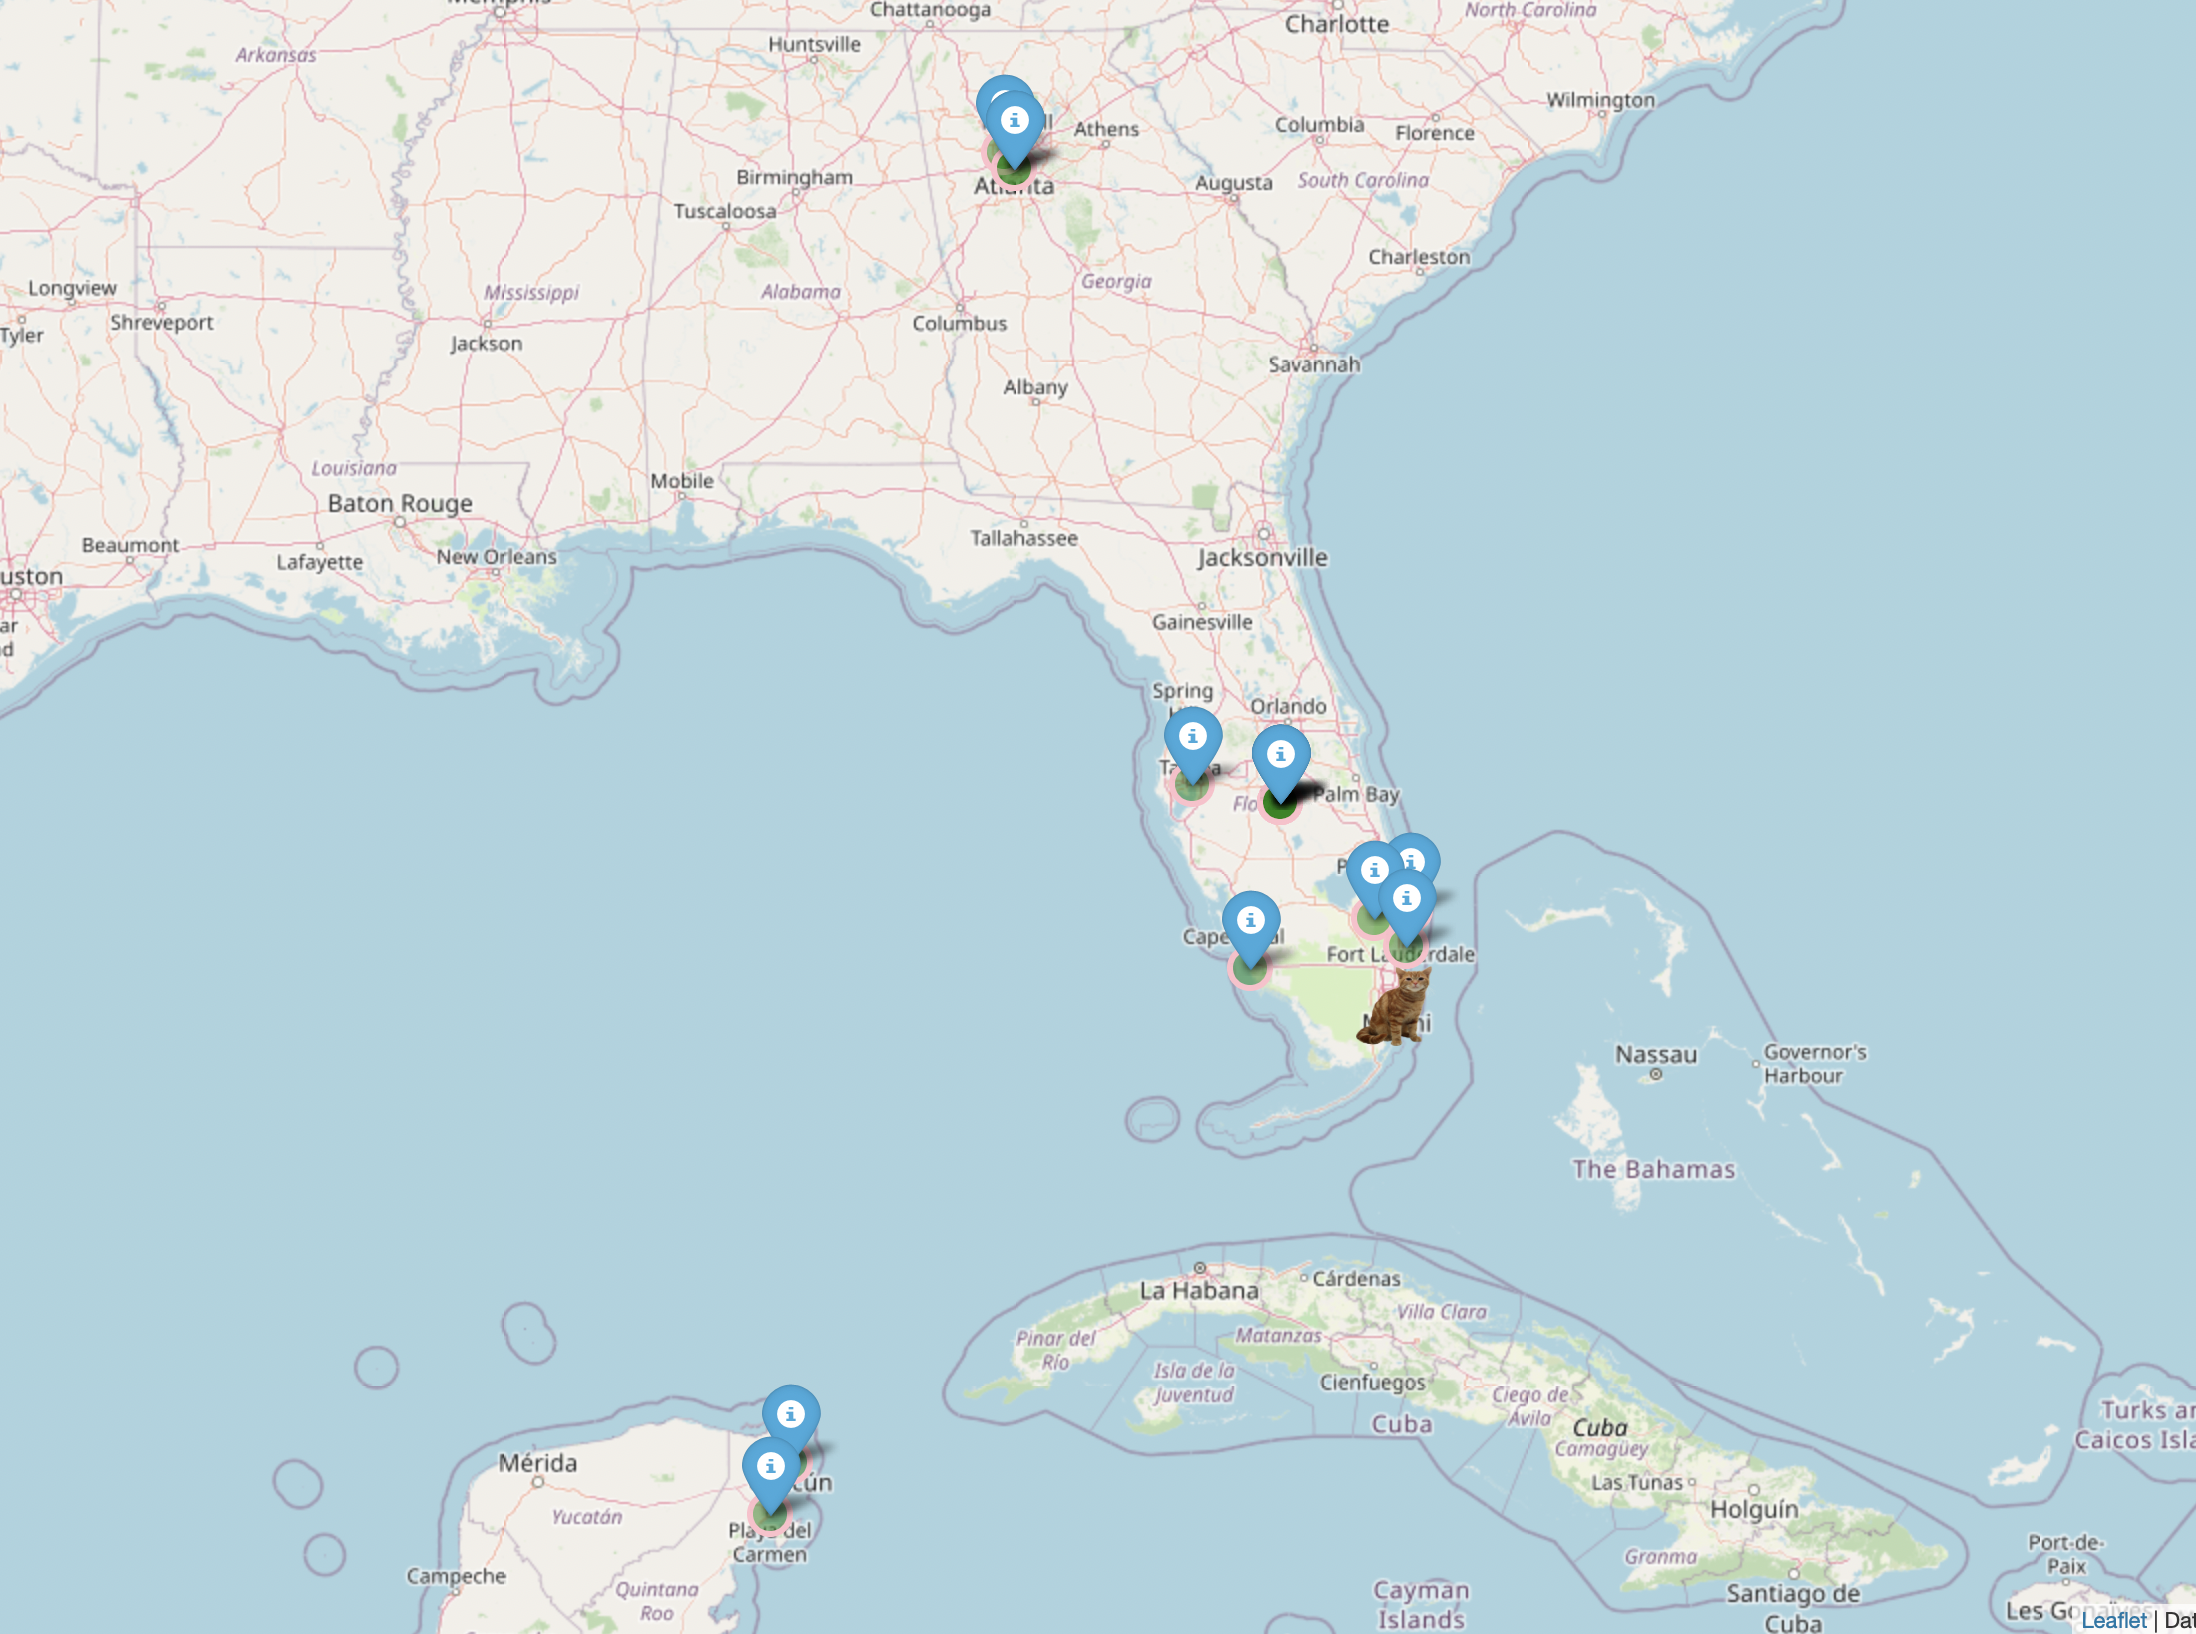 Chattanooga
Charlotte
North Carolina
Arkansas
Huntsville
Wilmington
Columbia
Florence
Athens
Birmingham
Atlanta
Augusta
South Carolina
Tuscaloosa
Charleston
Longview
Mississippi
Alabama
Georgia
Shreveport
Tyler
Jackson
Columbus
Savannah
Albany
Louisiana
Mobile
Baton Rouge
Beaumont
Lafayette
New Orleans
Tallahassee
Jacksonville
uston
Gainesville
ar
d
Spring
Orlando
Palm Bay
Flo
P
Cape
al
Fort Lauderdale
M
ni
Nassau
Governor's
Harbour
The Bahamas
La Habana
Cárdenas
Villa Clara
Pinar del
Río
Matanzas
Isla de la
Juventud
Cienfuegos
Ciego de
Ávila
Cuba
Cuba
Camagüey
Turks ar
Caicos Isla
Mérida
cún
Las Tunas
Holguín
Yucatán
Playa del
Carmen
Campeche
Quintana
Roo
Granma
Port-de-
Paix
Cayman
Islands
Santiago de
Cuba
Les Gonaïves
Leaflet | Dat